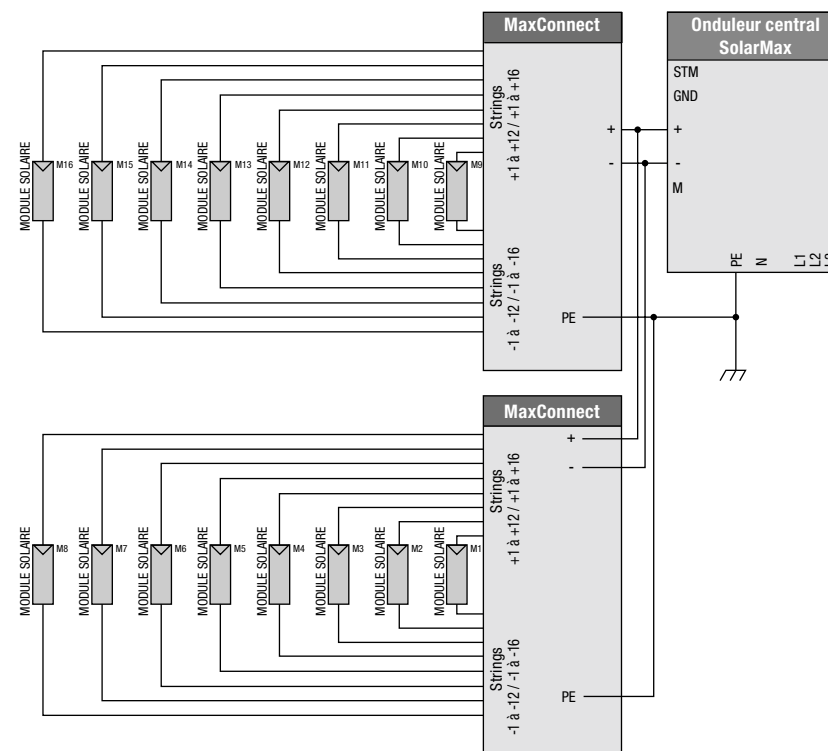 MaxConnect
Onduleur central
SolarMax
STM
GND
+
-
M
PE
N
L1
L2
+
-
Strings
+1 à +12 / +1 à +16
Strings
-1 à -12 / -1 à -16
PE
MODULE SOLAIRE
M16
MODULE SOLAIRE
M15
MODULE SOLAIRE
M14
MODULE SOLAIRE
M13
MODULE SOLAIRE
M12
MODULE SOLAIRE
M11
MODULE SOLAIRE
M10
MODULE SOLAIRE
M9
MaxConnect
+
-
Strings
+1 à +12 / +1 à +16
Strings
-1 à -12 / -1 à -16
PE
MODULE SOLAIRE
M8
MODULE SOLAIRE
M7
MODULE SOLAIRE
M6
MODULE SOLAIRE
M5
MODULE SOLAIRE
M4
MODULE SOLAIRE
M3
MODULE SOLAIRE
M2
MODULE SOLAIRE
M1